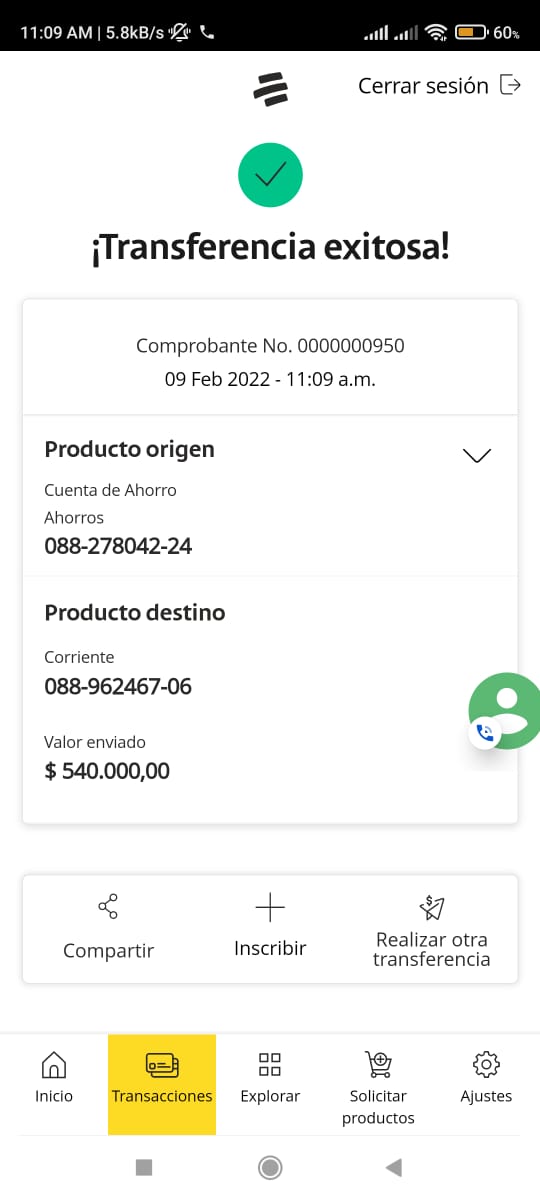 11:09 AM | 5.8kB/s
60%
Cerrar sesión
¡Transferencia exitosa!
Comprobante No. 0000000950
09 Feb 2022 - 11:09 a.m.
Producto origen
Cuenta de Ahorro
Ahorros
088-278042-24
Producto destino
Corriente
088-962467-06
Valor enviado
$ 540.000,00
Compartir
Inscribir
Realizar otra
transferencia
Inicio
Transacciones
Explorar
Solicitar
productos
Ajustes